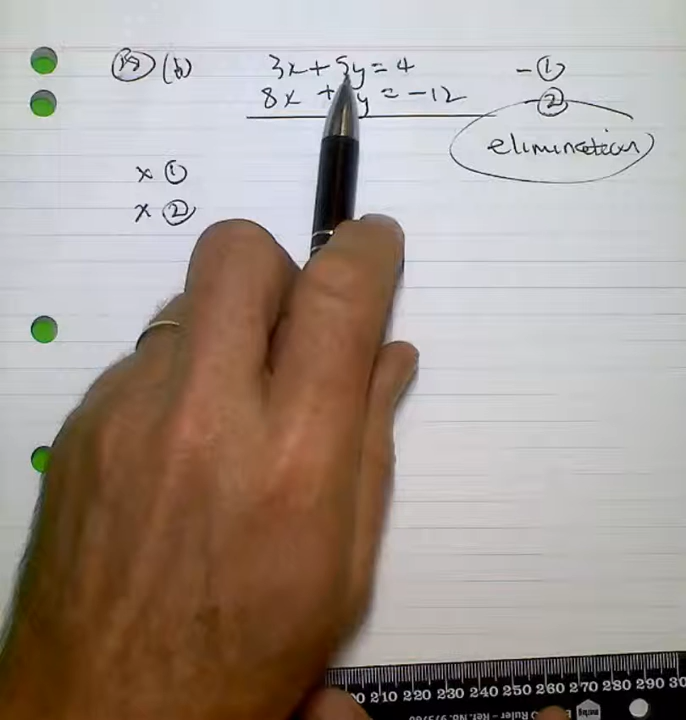 (b) 3x + 5y = 4 - ①
8x + y = -12 ②
elimination
x ①
x ②
210 220 230 240 250 260 270 280 290 30